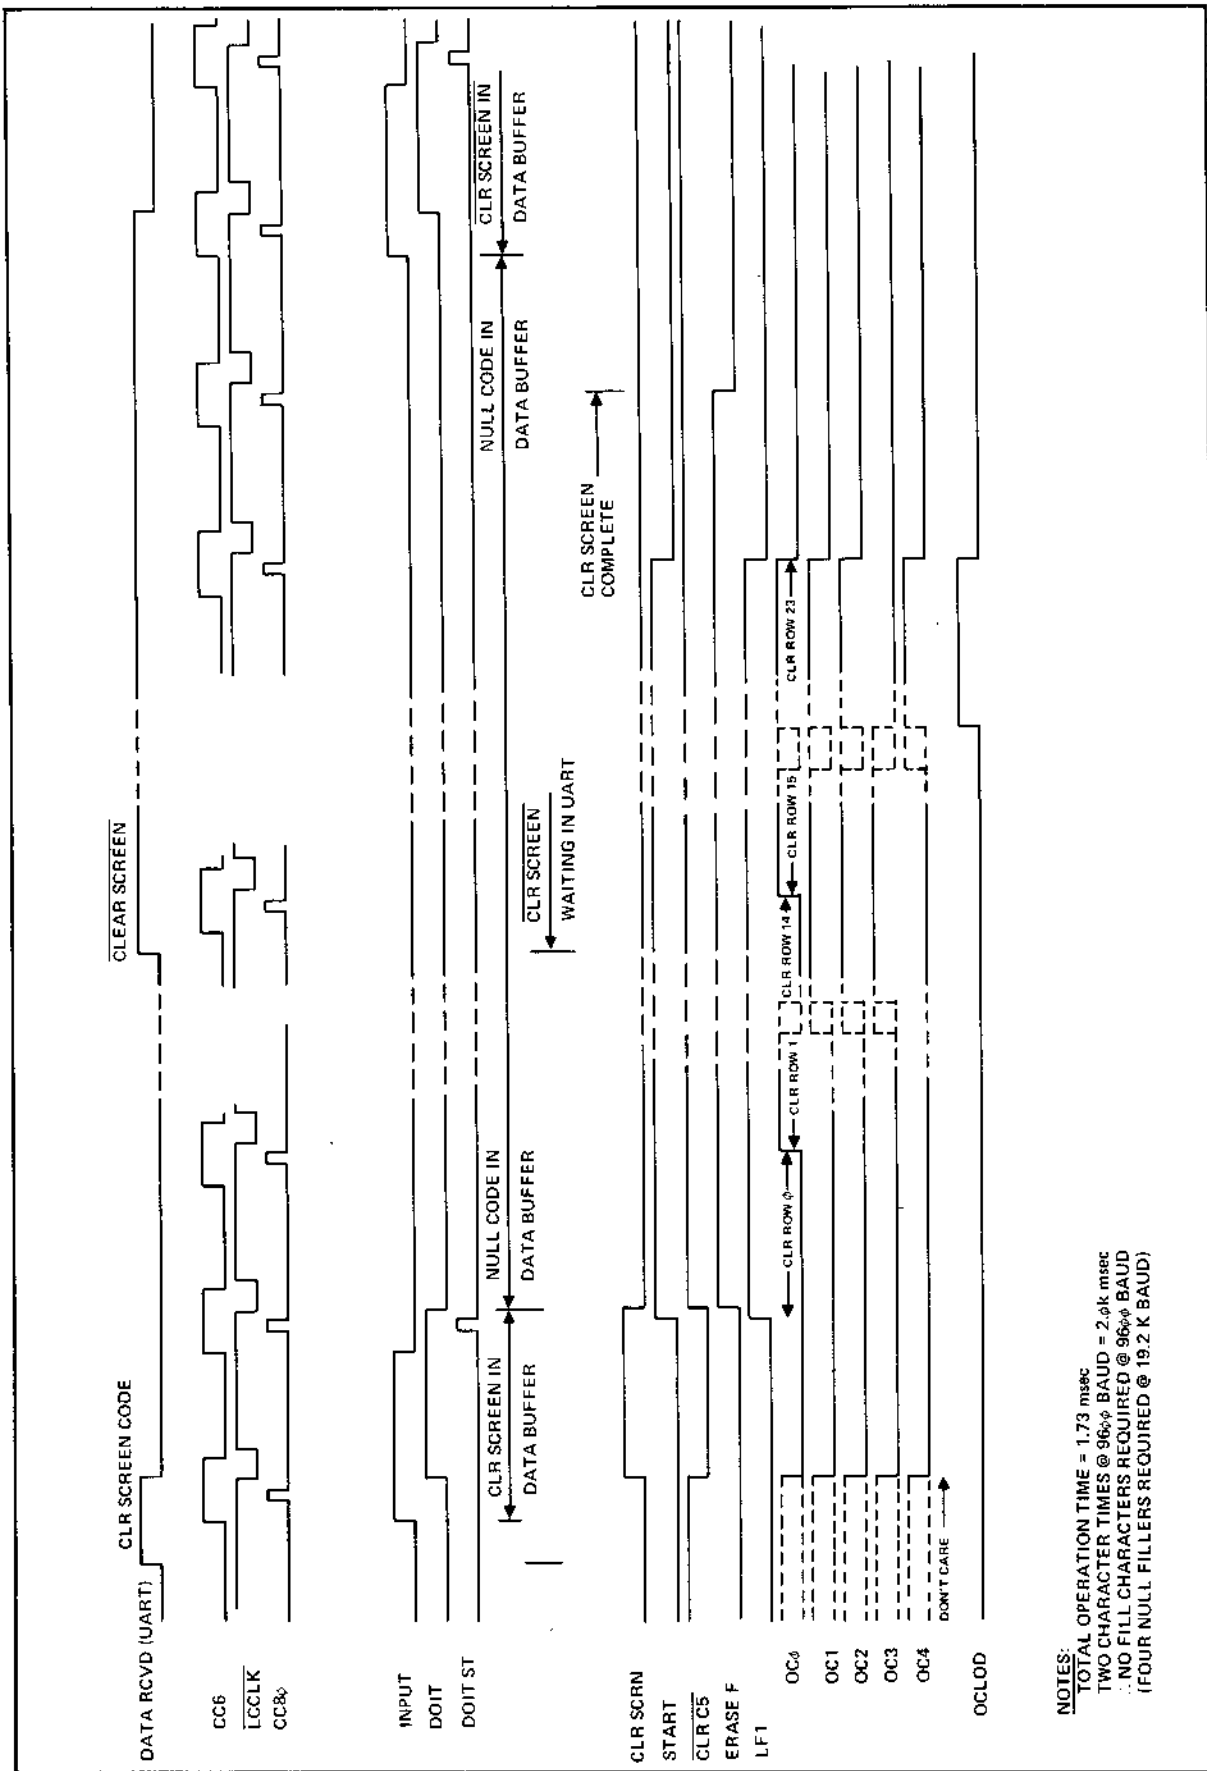 DATA RCVD (UART)
CLR SCREEN CODE
CLEAR SCREEN
CC6
LCCLK
CC8ϕ
INPUT
DOIT
DOIT ST
CLR SCREEN IN
DATA BUFFER
NULL CODE IN
DATA BUFFER
CLR SCREEN
WAITING IN UART
NULL CODE IN
DATA BUFFER
CLR SCREEN IN
DATA BUFFER
CLR SCREEN
COMPLETE
CLR SCRN
START
CLR C5
ERASE F
LF1
OCϕ
OC1
OC2
OC3
OC4
CLR ROW ϕ
CLR ROW 1
CLR ROW 14
CLR ROW 15
CLR ROW 23
DON'T CARE
OCLOD
NOTES:
TOTAL OPERATION TIME = 1.73 msec
TWO CHARACTER TIMES @ 96ϕϕ BAUD = 2.ϕk msec
∴ NO FILL CHARACTERS REQUIRED @ 96ϕϕ BAUD
(FOUR NULL FILLERS REQUIRED @ 19.2 K BAUD)